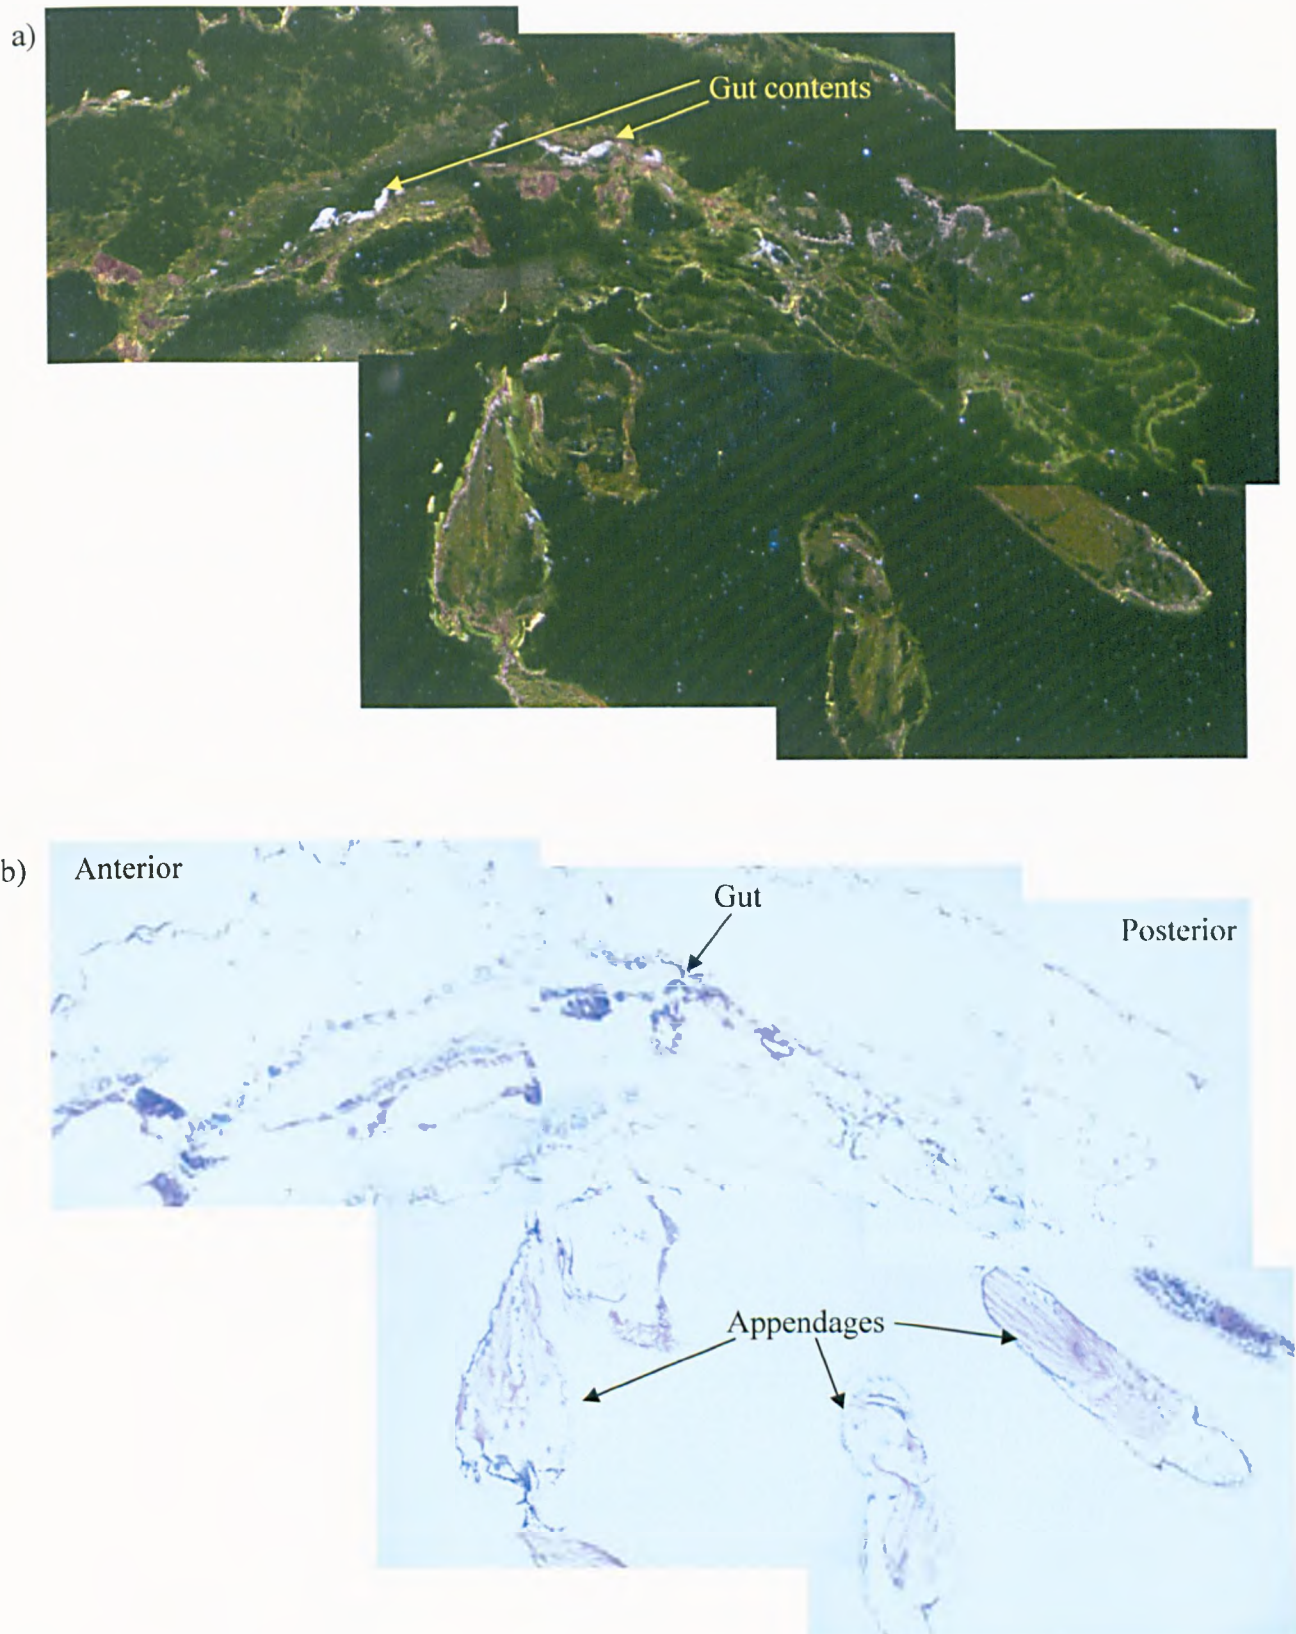 a)
Gut contents
b)
Anterior
Gut
Posterior
Appendages